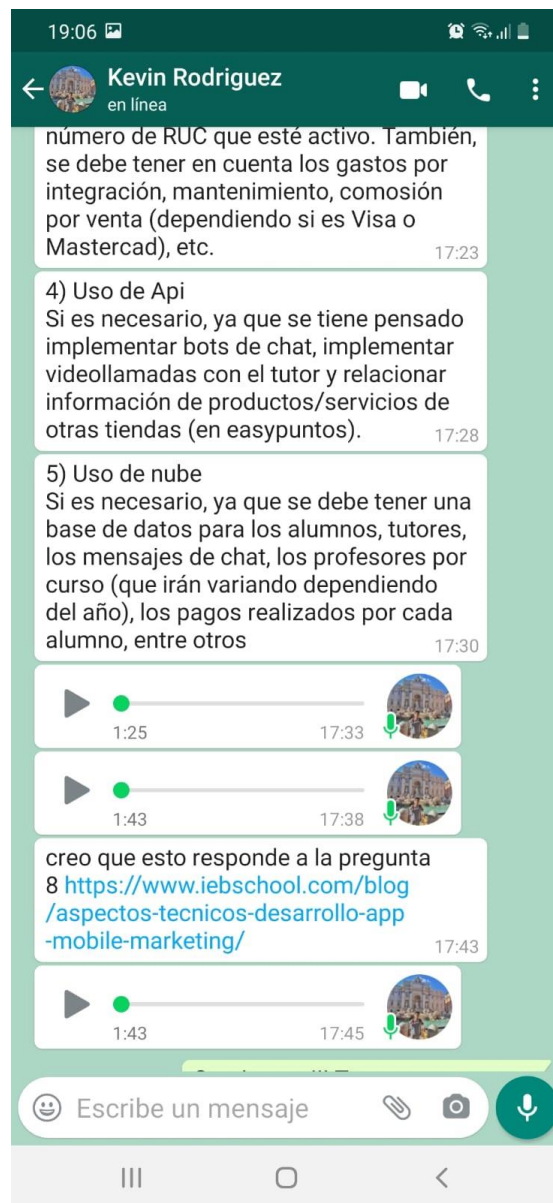 19:06
Kevin Rodriguez
en línea
número de RUC que esté activo. También,
se debe tener en cuenta los gastos por
integración, mantenimiento, comosión
por venta (dependiendo si es Visa o
Mastercad), etc.
17:23
4) Uso de Api
Si es necesario, ya que se tiene pensado
implementar bots de chat, implementar
videollamadas con el tutor y relacionar
información de productos/servicios de
otras tiendas (en easypuntos).
17:28
5) Uso de nube
Si es necesario, ya que se debe tener una
base de datos para los alumnos, tutores,
los mensajes de chat, los profesores por
curso (que irán variando dependiendo
del año), los pagos realizados por cada
alumno, entre otros
17:30
1:25 17:33
1:43 17:38
creo que esto responde a la pregunta
8 https://www.iebschool.com/blog
/aspectos-tecnicos-desarrollo-app
-mobile-marketing/
17:43
1:43 17:45
Escribe un mensaje